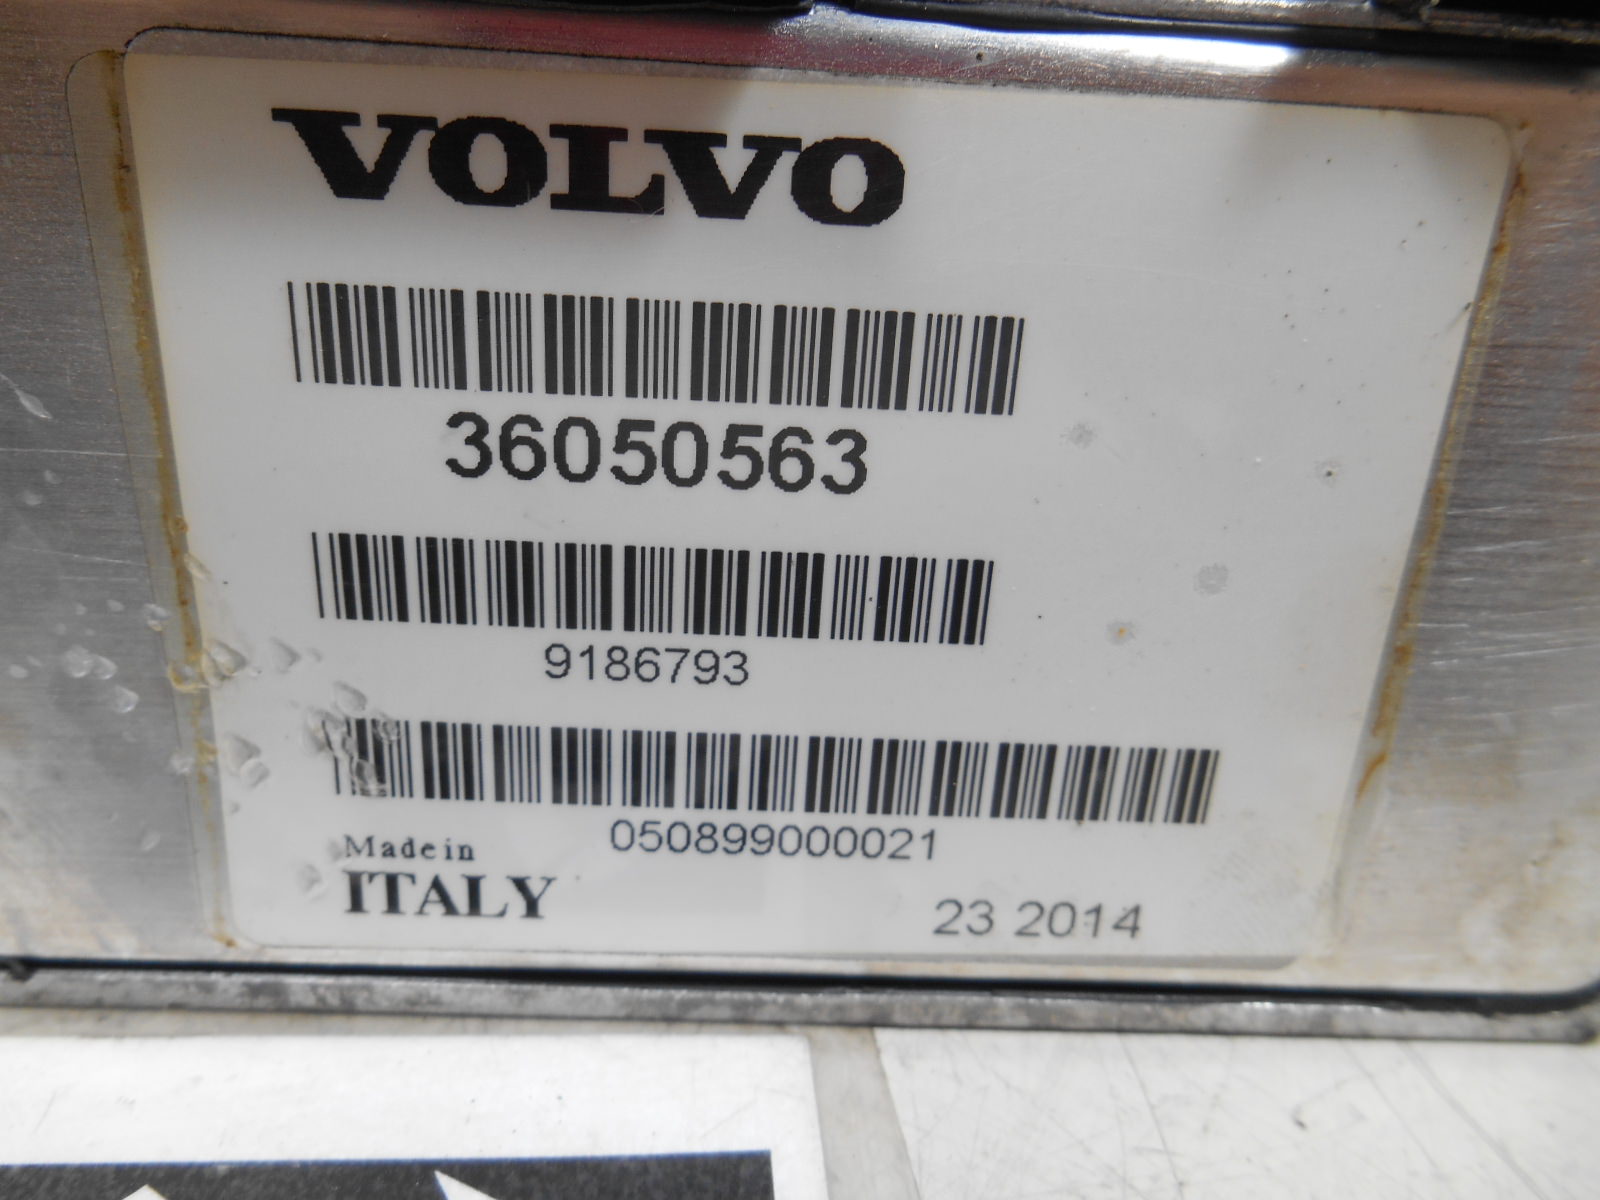 VOLVO
36050563
9186793
050899000021
Made in
ITALY
23 2014